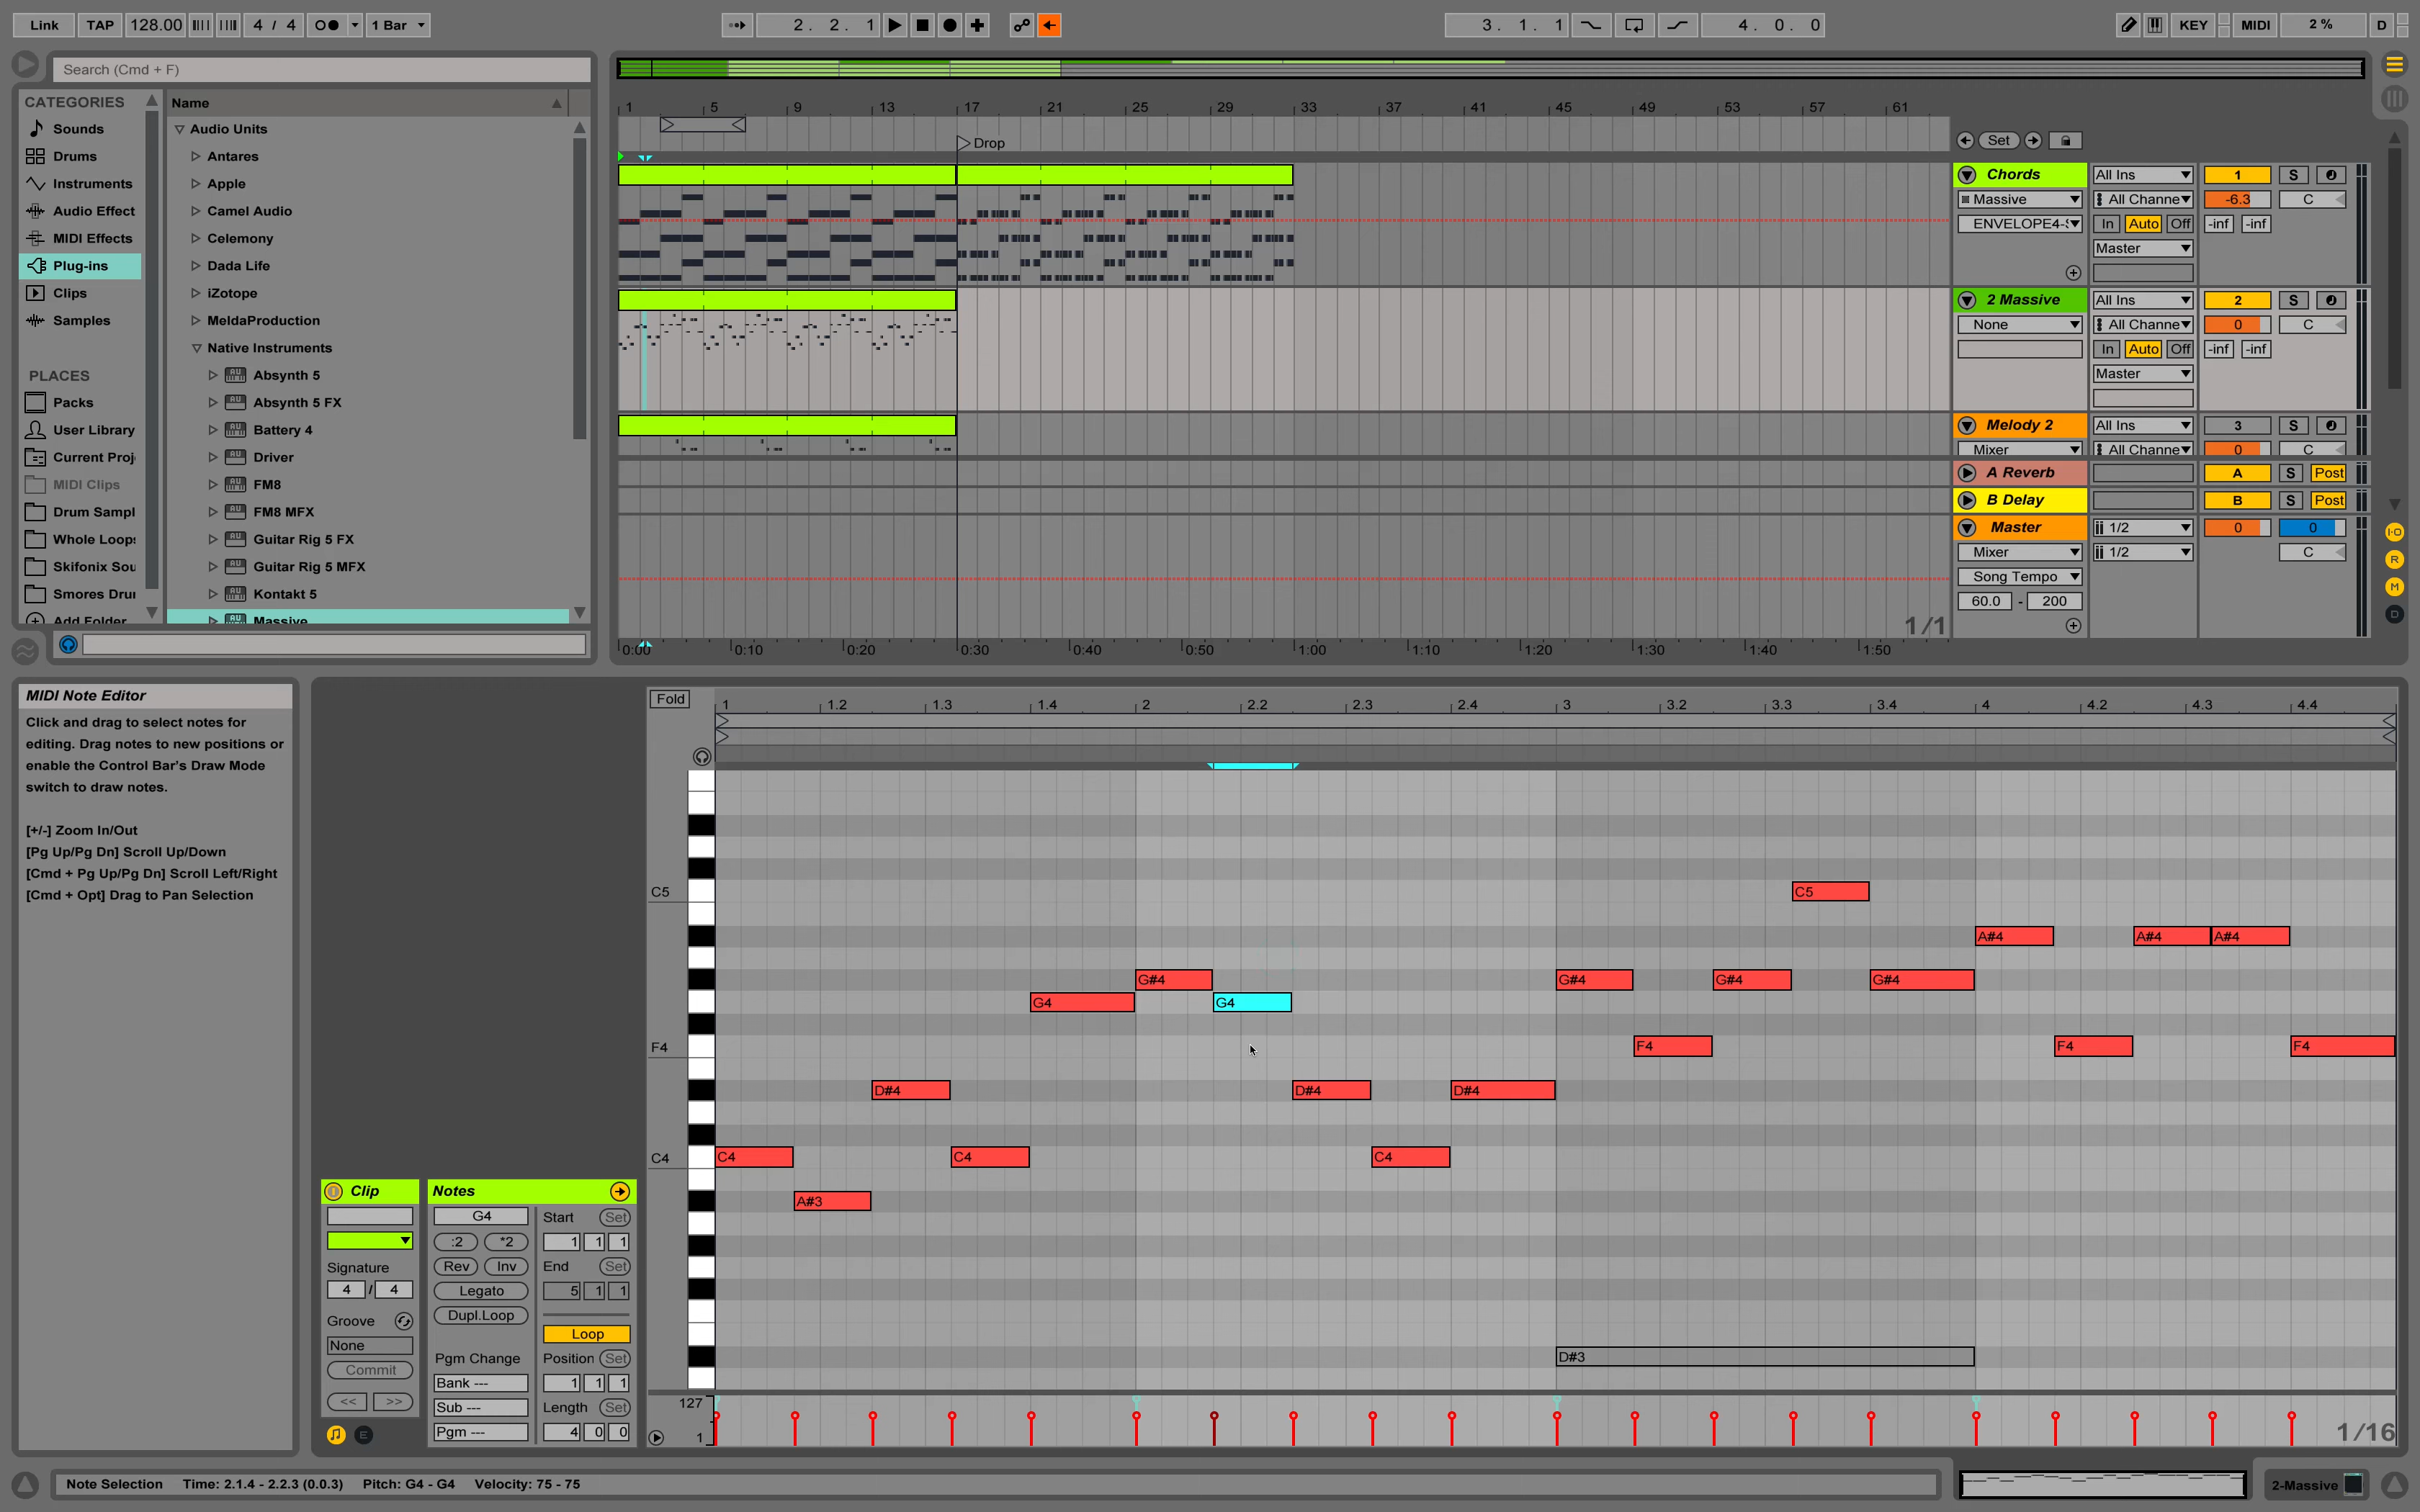 Link TAP 128.00 4 / 4 1 Bar 2. 2. 1 3. 1. 1 4. 0. 0 KEY MIDI 2 % D
Search (Cmd + F)
CATEGORIES
Sounds
Drums
Instruments
Audio Effect
MIDI Effects
Plug-ins
Clips
Samples
PLACES
Packs
User Library
Current Proj
MIDI Clips
Drum Sampl
Whole Loops
Skifonix Sou
Smores Drur
Add Folder
Name
Audio Units
Antares
Apple
Camel Audio
Celemony
Dada Life
iZotope
MeldaProduction
Native Instruments
Absynth 5
Absynth 5 FX
Battery 4
Driver
FM8
FM8 MFX
Guitar Rig 5 FX
Guitar Rig 5 MFX
Kontakt 5
Massive
1 5 9 13 17 21 25 29 33 37 41 45 49 53 57 61
Drop
Set
Chords All Ins 1 S
Massive All Channe -6.3 C
ENVELOPE4-S In Auto Off -inf -inf
Master
2 Massive All Ins 2 S
None All Channe 0 C
In Auto Off -inf -inf
Master
Melody 2 All Ins 3 S
Mixer All Channe 0 C
A Reverb A S Post
B Delay B S Post
Master 1/2 0 0
Mixer 1/2 C
Song Tempo
60.0 - 200
I·O
R
M
D
1/1
0:00 0:10 0:20 0:30 0:40 0:50 1:00 1:10 1:20 1:30 1:40 1:50
MIDI Note Editor
Click and drag to select notes for
editing. Drag notes to new positions or
enable the Control Bar's Draw Mode
switch to draw notes.
[+/-] Zoom In/Out
[Pg Up/Pg Dn] Scroll Up/Down
[Cmd + Pg Up/Pg Dn] Scroll Left/Right
[Cmd + Opt] Drag to Pan Selection
Clip
Signature
4 / 4
Groove
None
Commit
<< >>
E
Notes
G4
:2 *2
Rev Inv
Legato
Dupl.Loop
Pgm Change
Bank ---
Sub ---
Pgm ---
Start Set
1 1 1
End Set
5 1 1
Loop
Position Set
1 1 1
Length Set
4 0 0
Fold
1 1.2 1.3 1.4 2 2.2 2.3 2.4 3 3.2 3.3 3.4 4 4.2 4.3 4.4
C5 C5
A#4 A#4 A#4
G#4 G#4 G#4 G#4
G4 G4
F4 F4 F4 F4
D#4 D#4 D#4
C4 C4 C4 C4
A#3
D#3
127
1
1/16
Note Selection Time: 2.1.4 - 2.2.3 (0.0.3) Pitch: G4 - G4 Velocity: 75 - 75
2-Massive